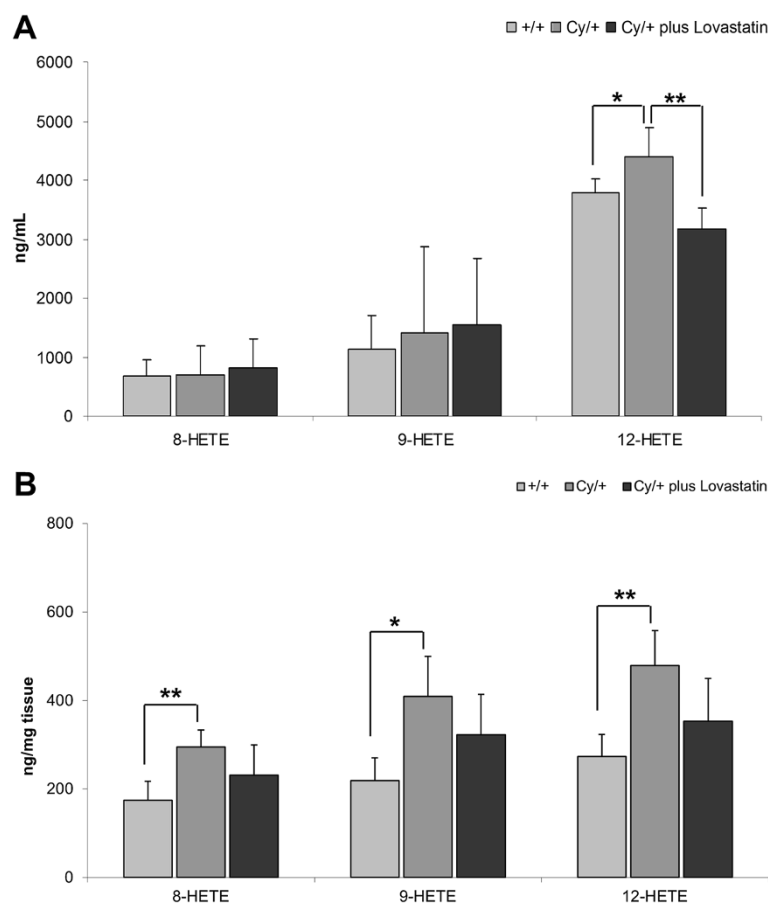 A
+/+ Cy/+ Cy/+ plus Lovastatin
6000
5000
4000
3000
2000
1000
0
ng/mL
* **
8-HETE 9-HETE 12-HETE
B
+/+ Cy/+ Cy/+ plus Lovastatin
800
600
400
200
0
ng/mg tissue
** * **
8-HETE 9-HETE 12-HETE